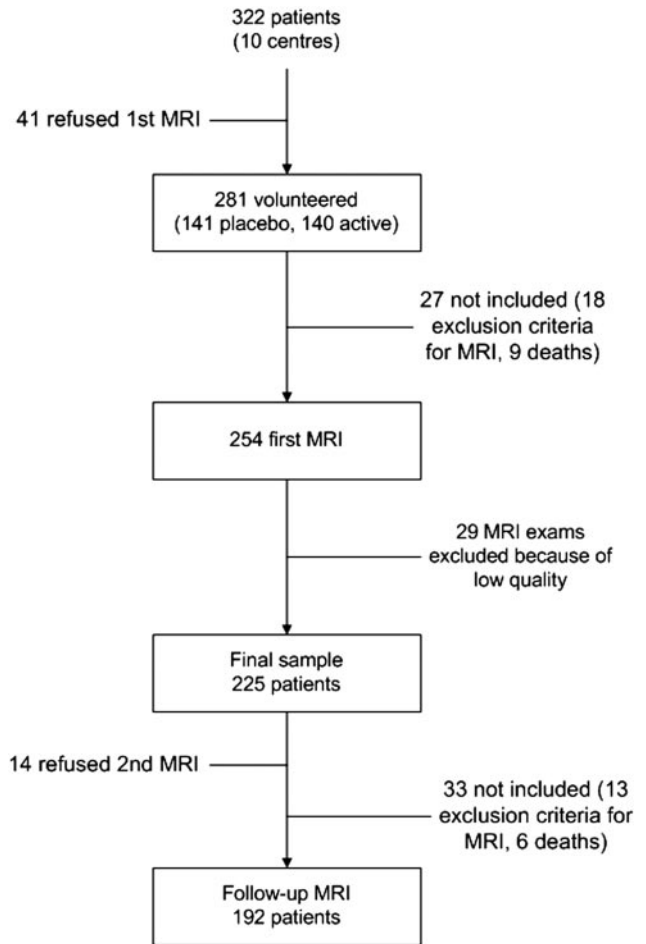 322 patients
(10 centres)
41 refused 1st MRI
281 volunteered
(141 placebo, 140 active)
27 not included (18
exclusion criteria
for MRI, 9 deaths)
254 first MRI
29 MRI exams
excluded because of
low quality
Final sample
225 patients
14 refused 2nd MRI
33 not included (13
exclusion criteria for
MRI, 6 deaths)
Follow-up MRI
192 patients